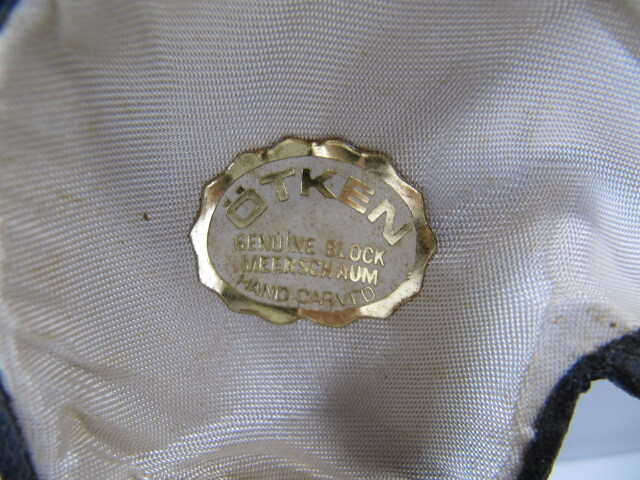 ÖTKEN
GENUINE BLOCK
MEERSCHAUM
HAND CARVED